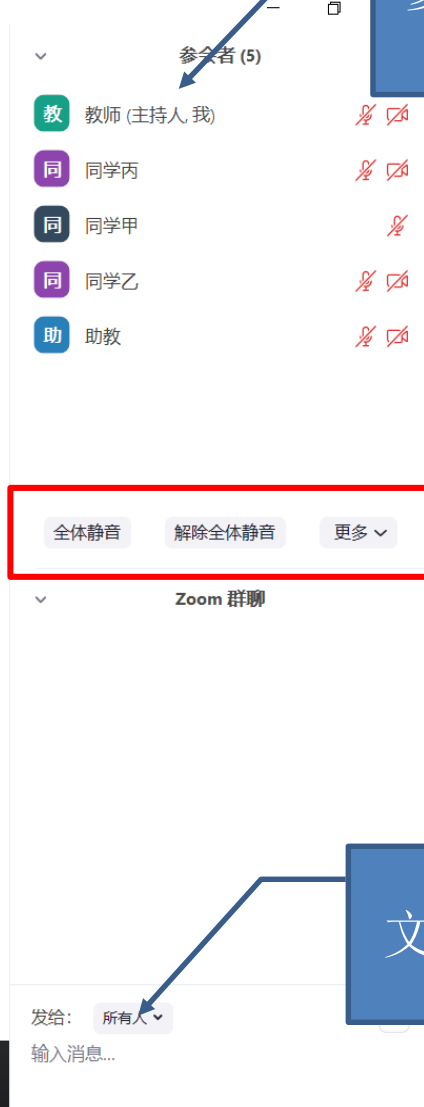 参会者 (5)
教 教师 (主持人, 我)
同 同学丙
同 同学甲
同 同学乙
助 助教
全体静音 解除全体静音 更多
Zoom 群聊
文
发给: 所有人
输入消息...